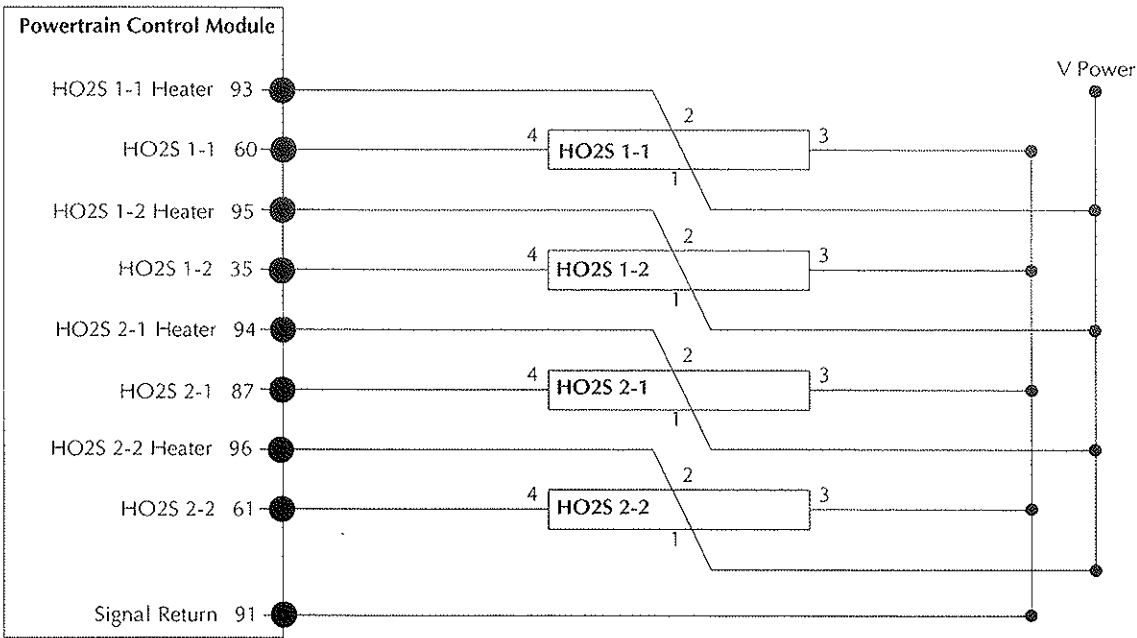 Powertrain Control Module
V Power
HO2S 1-1 Heater 93
2
HO2S 1-1 60
4
HO2S 1-1
3
1
HO2S 1-2 Heater 95
2
HO2S 1-2 35
4
HO2S 1-2
3
1
HO2S 2-1 Heater 94
2
HO2S 2-1 87
4
HO2S 2-1
3
1
HO2S 2-2 Heater 96
2
HO2S 2-2 61
4
HO2S 2-2
3
1
Signal Return 91